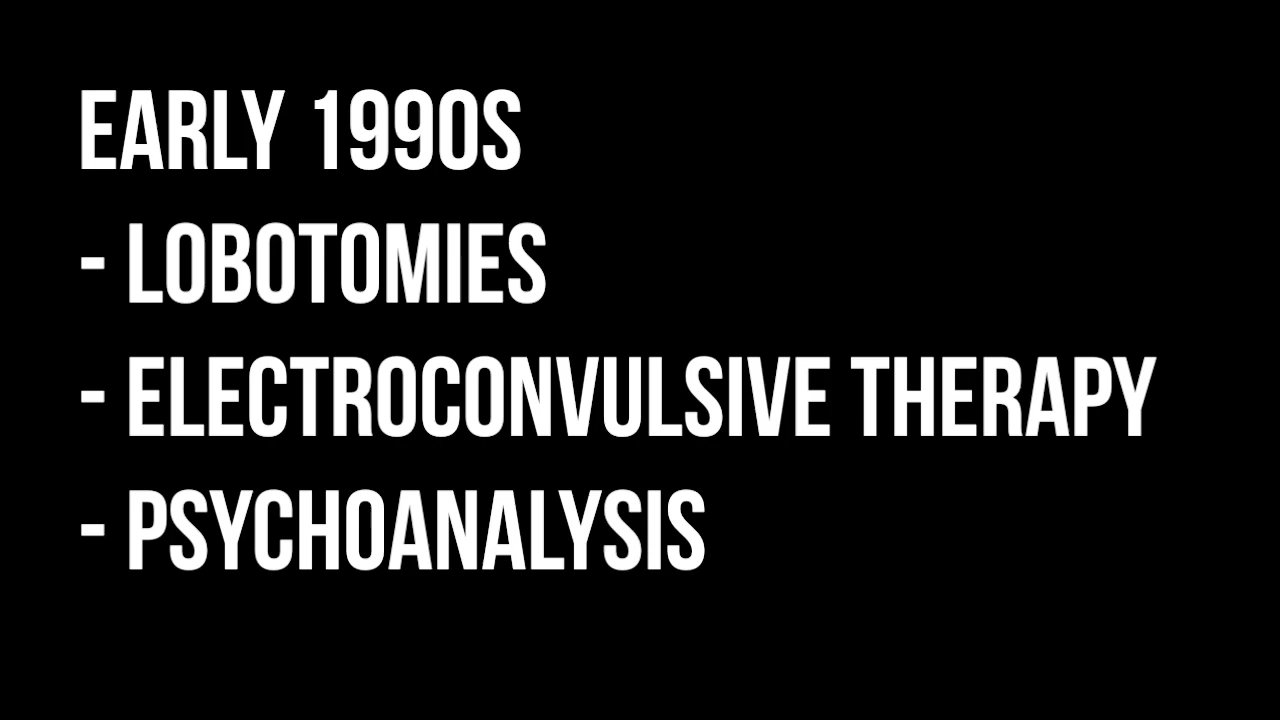 EARLY 1990S
- LOBOTOMIES
- ELECTROCONVULSIVE THERAPY
- PSYCHOANALYSIS